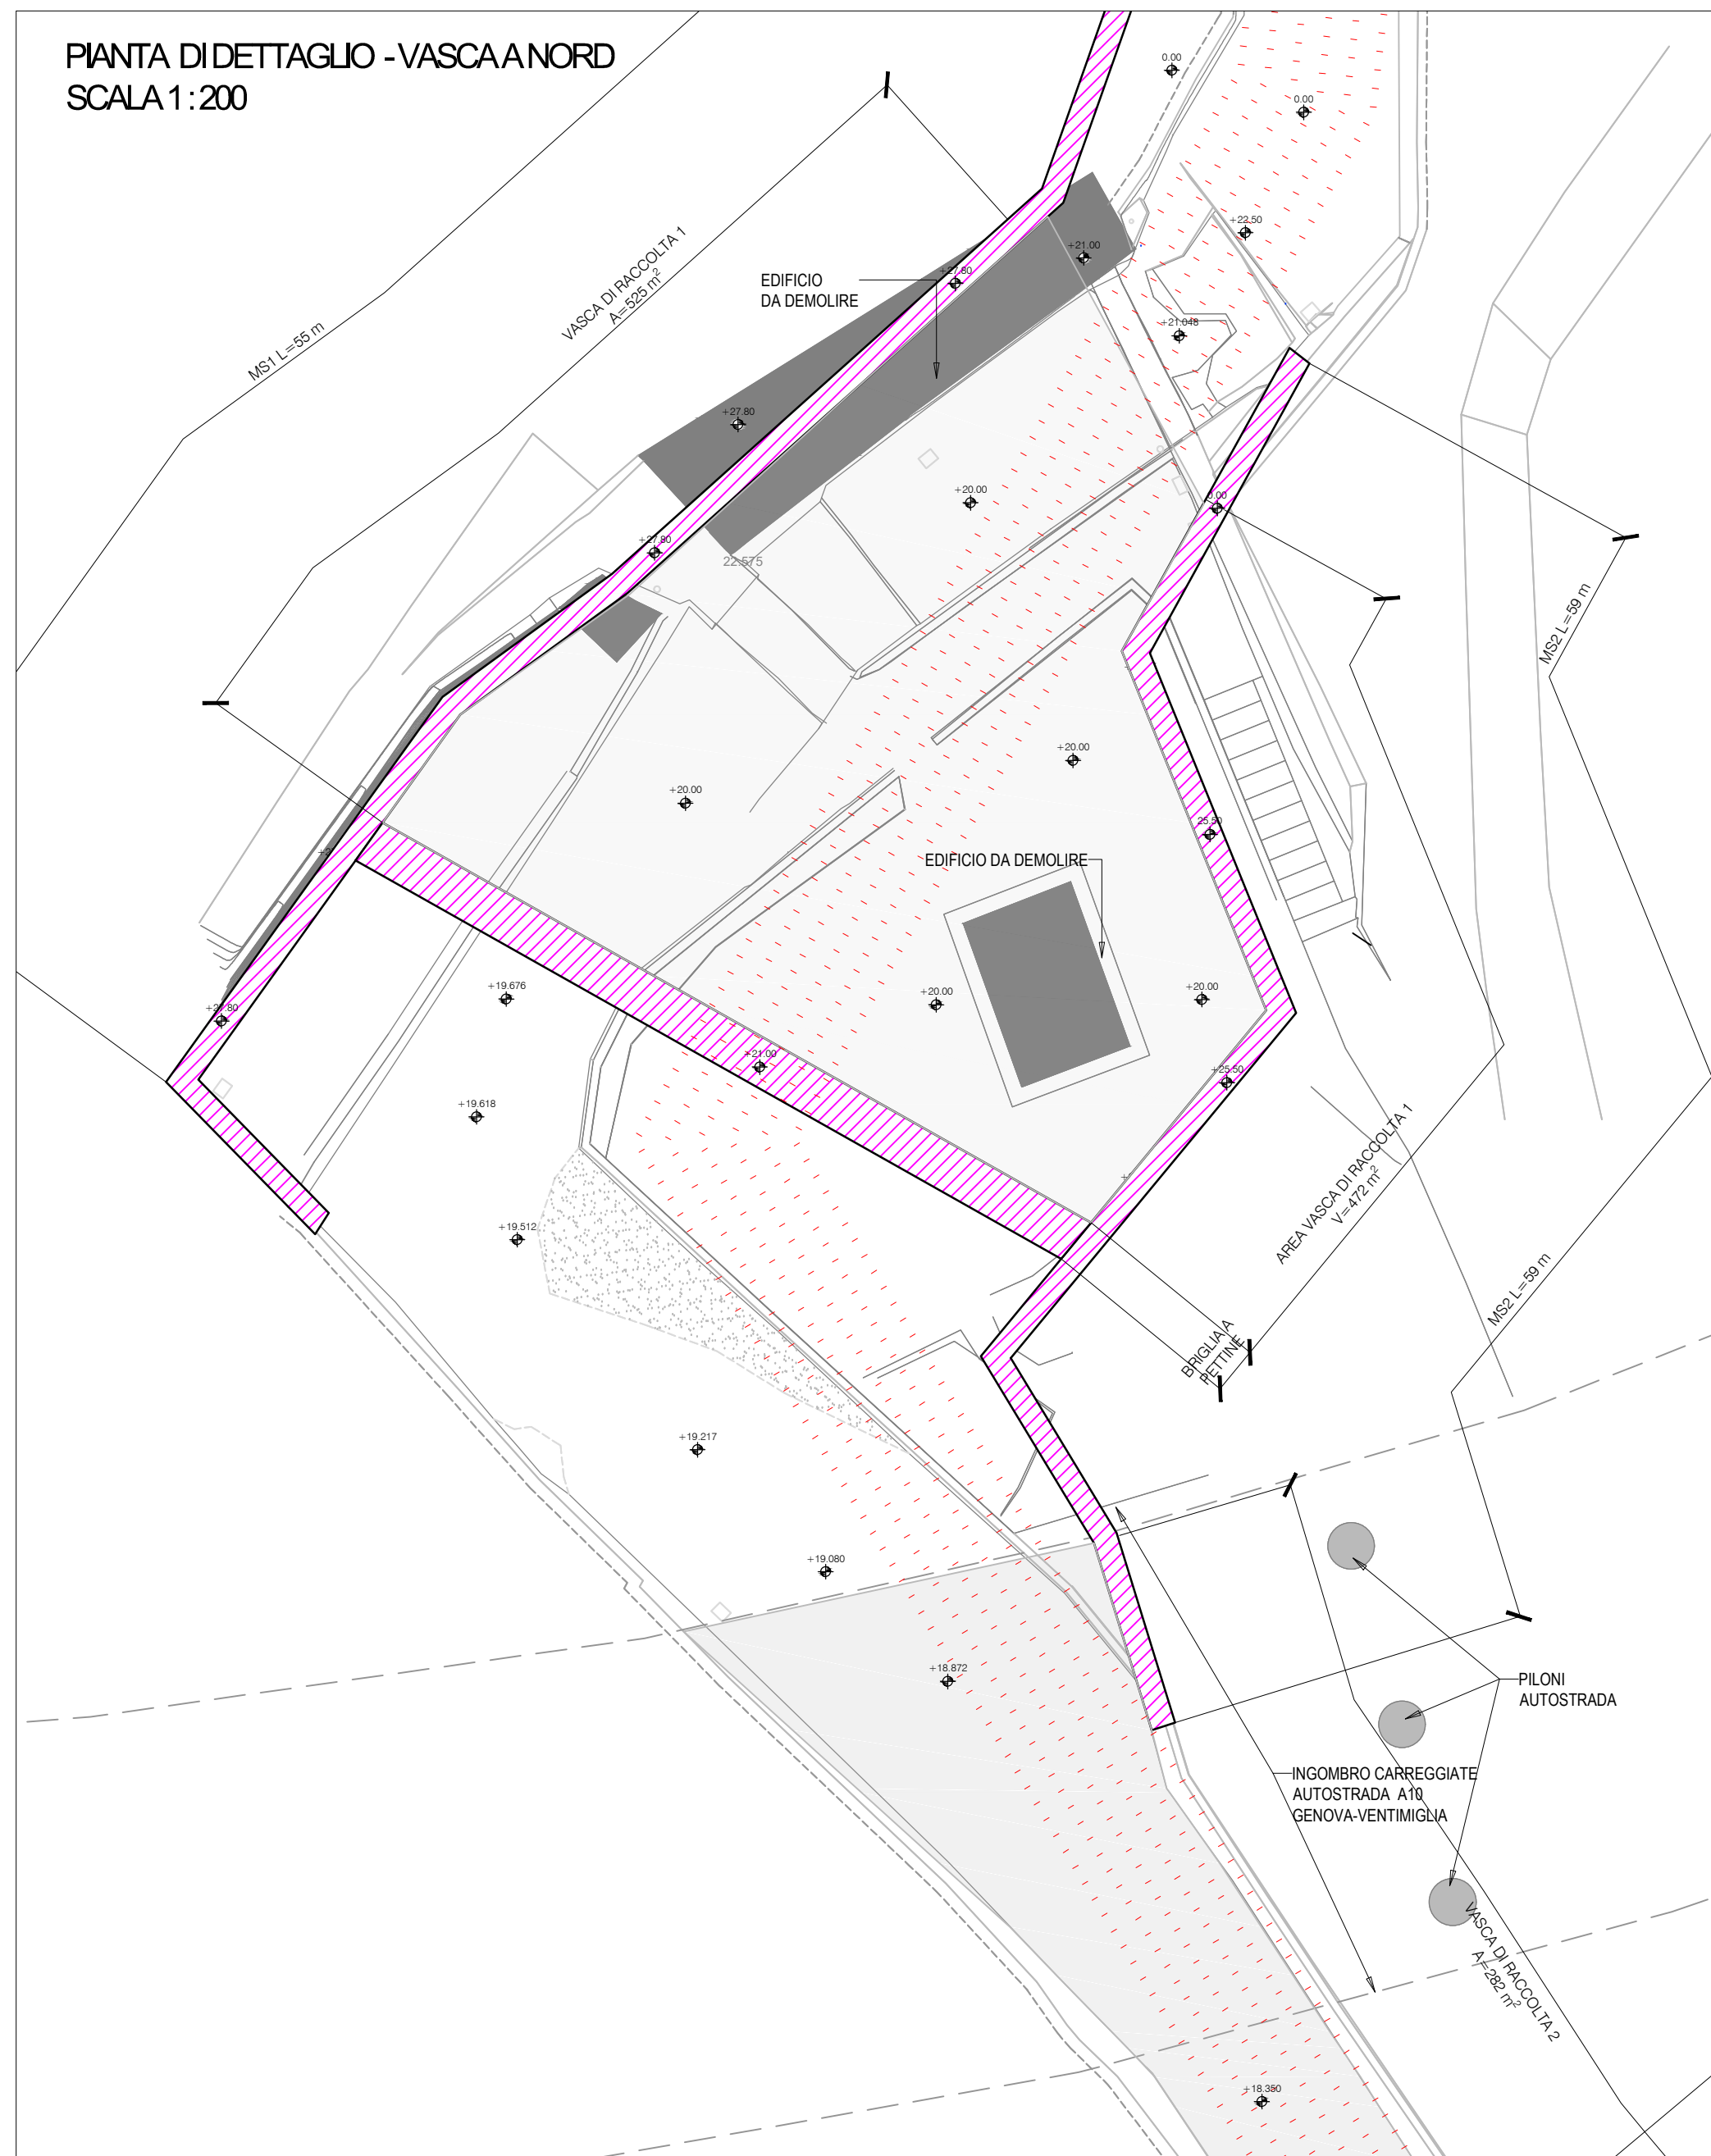 PIANTA DI DETTAGLIO - VASCA A NORD
SCALA 1 : 200
0.00
0.00
+22.50
+21.00
+27.80
EDIFICIO
DA DEMOLIRE
VASCA DI RACCOLTA 1
A=525 m²
MS1 L=55 m
+21.048
+27.80
+20.00
0.00
+27.80
22.575
MS2 L=59 m
+20.00
+20.00
25.50
EDIFICIO DA DEMOLIRE
+19.676
+27.80
+20.00
+20.00
+21.00
+25.50
+19.618
AREA VASCA DI RACCOLTA 1
V=472 m²
+19.512
MS2 L=59 m
BRIGLIA A
PETTINE
+19.217
+19.080
+18.872
PILONI
AUTOSTRADA
INGOMBRO CARREGGIATE
AUTOSTRADA A10
GENOVA-VENTIMIGLIA
VASCA DI RACCOLTA 2
A=282 m²
+18.350